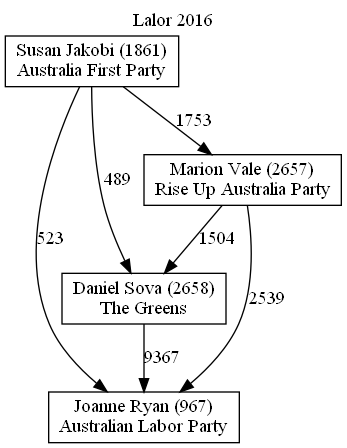 Lalor 2016
Susan Jakobi (1861)
Australia First Party
1753
Marion Vale (2657)
Rise Up Australia Party
489
523
1504
2539
Daniel Sova (2658)
The Greens
9367
Joanne Ryan (967)
Australian Labor Party